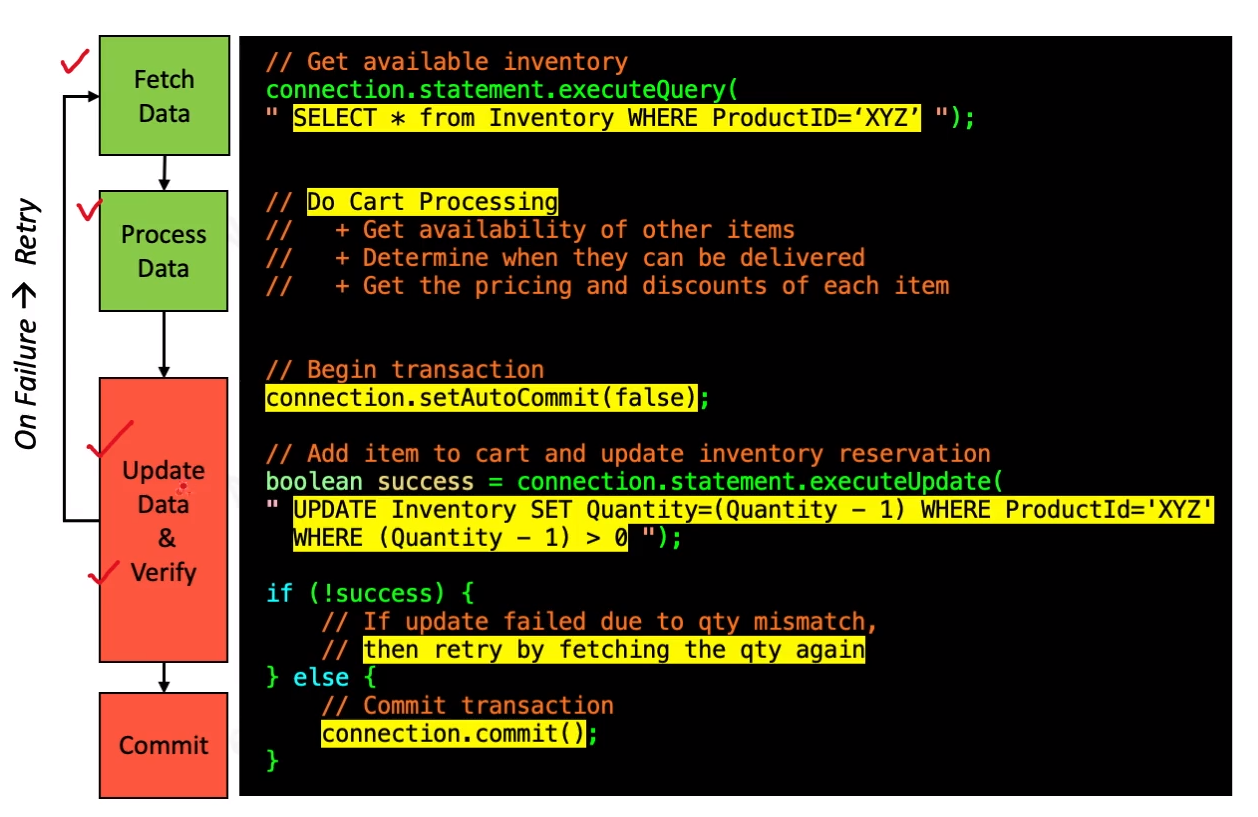 On Failure → Retry
Fetch
Data
Process
Data
Update
Data
&
Verify
Commit
// Get available inventory
connection.statement.executeQuery(
" SELECT * from Inventory WHERE ProductID=‘XYZ’ ");
// Do Cart Processing
//   + Get availability of other items
//   + Determine when they can be delivered
//   + Get the pricing and discounts of each item
// Begin transaction
connection.setAutoCommit(false);
// Add item to cart and update inventory reservation
boolean success = connection.statement.executeUpdate(
" UPDATE Inventory SET Quantity=(Quantity – 1) WHERE ProductId='XYZ'
WHERE (Quantity – 1) > 0 ");
if (!success) {
    // If update failed due to qty mismatch,
    // then retry by fetching the qty again
} else {
    // Commit transaction
    connection.commit();
}